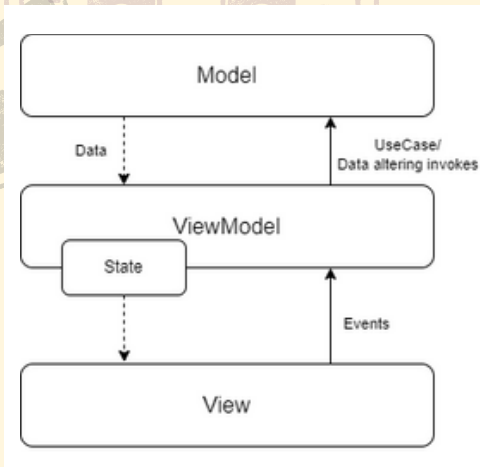 Model
Data
UseCase/
Data altering invokes
ViewModel
State
Events
View